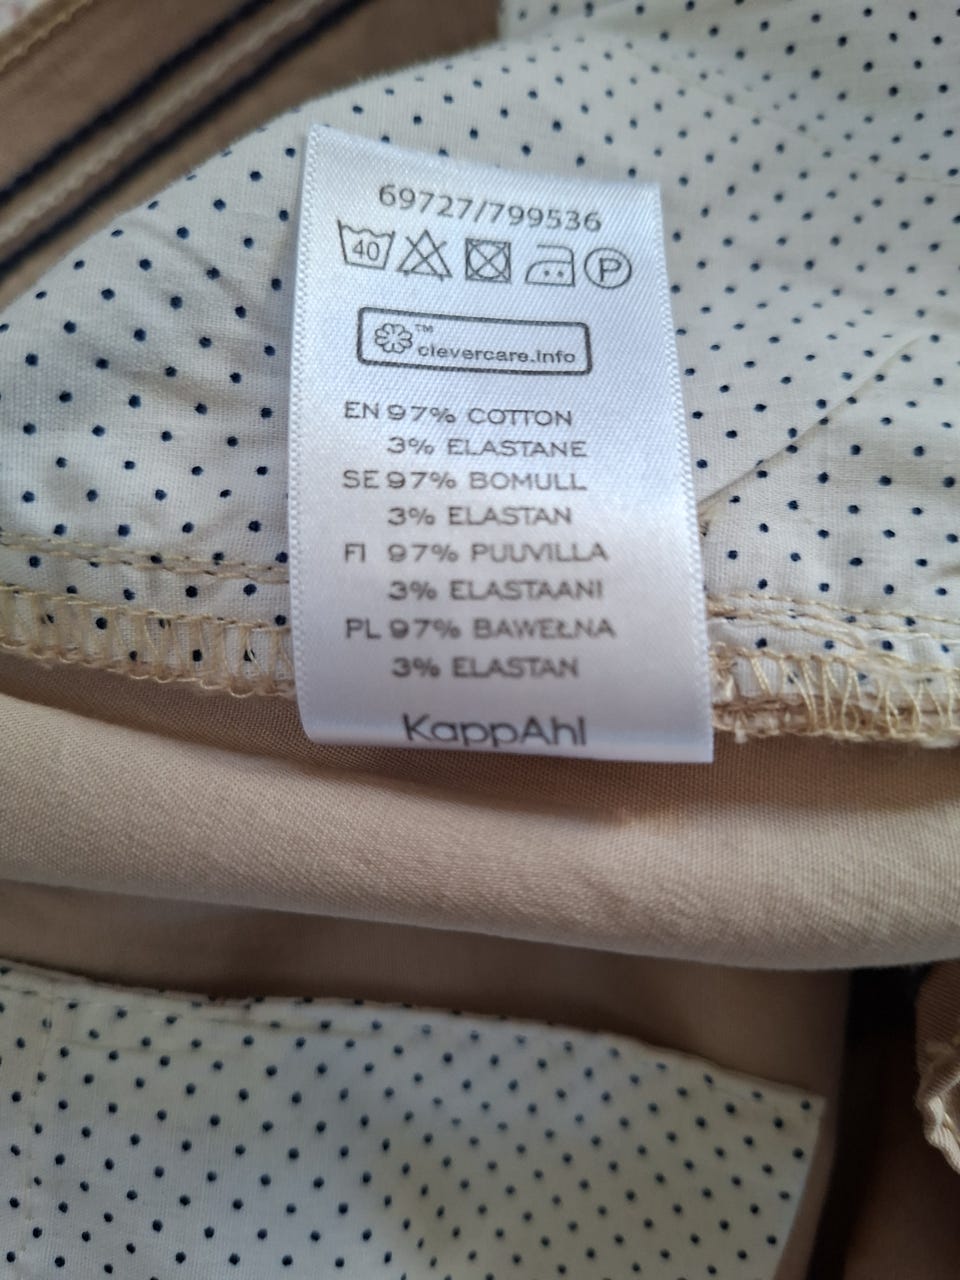 69727/799536
40 P
clevercare.info™
EN 97% COTTON
3% ELASTANE
SE 97% BOMULL
3% ELASTAN
FI 97% PUUVILLA
3% ELASTAANI
PL 97% BAWEŁNA
3% ELASTAN
KappAhl